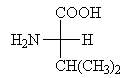 COOH
H₂N H
CH(CH₃)₂